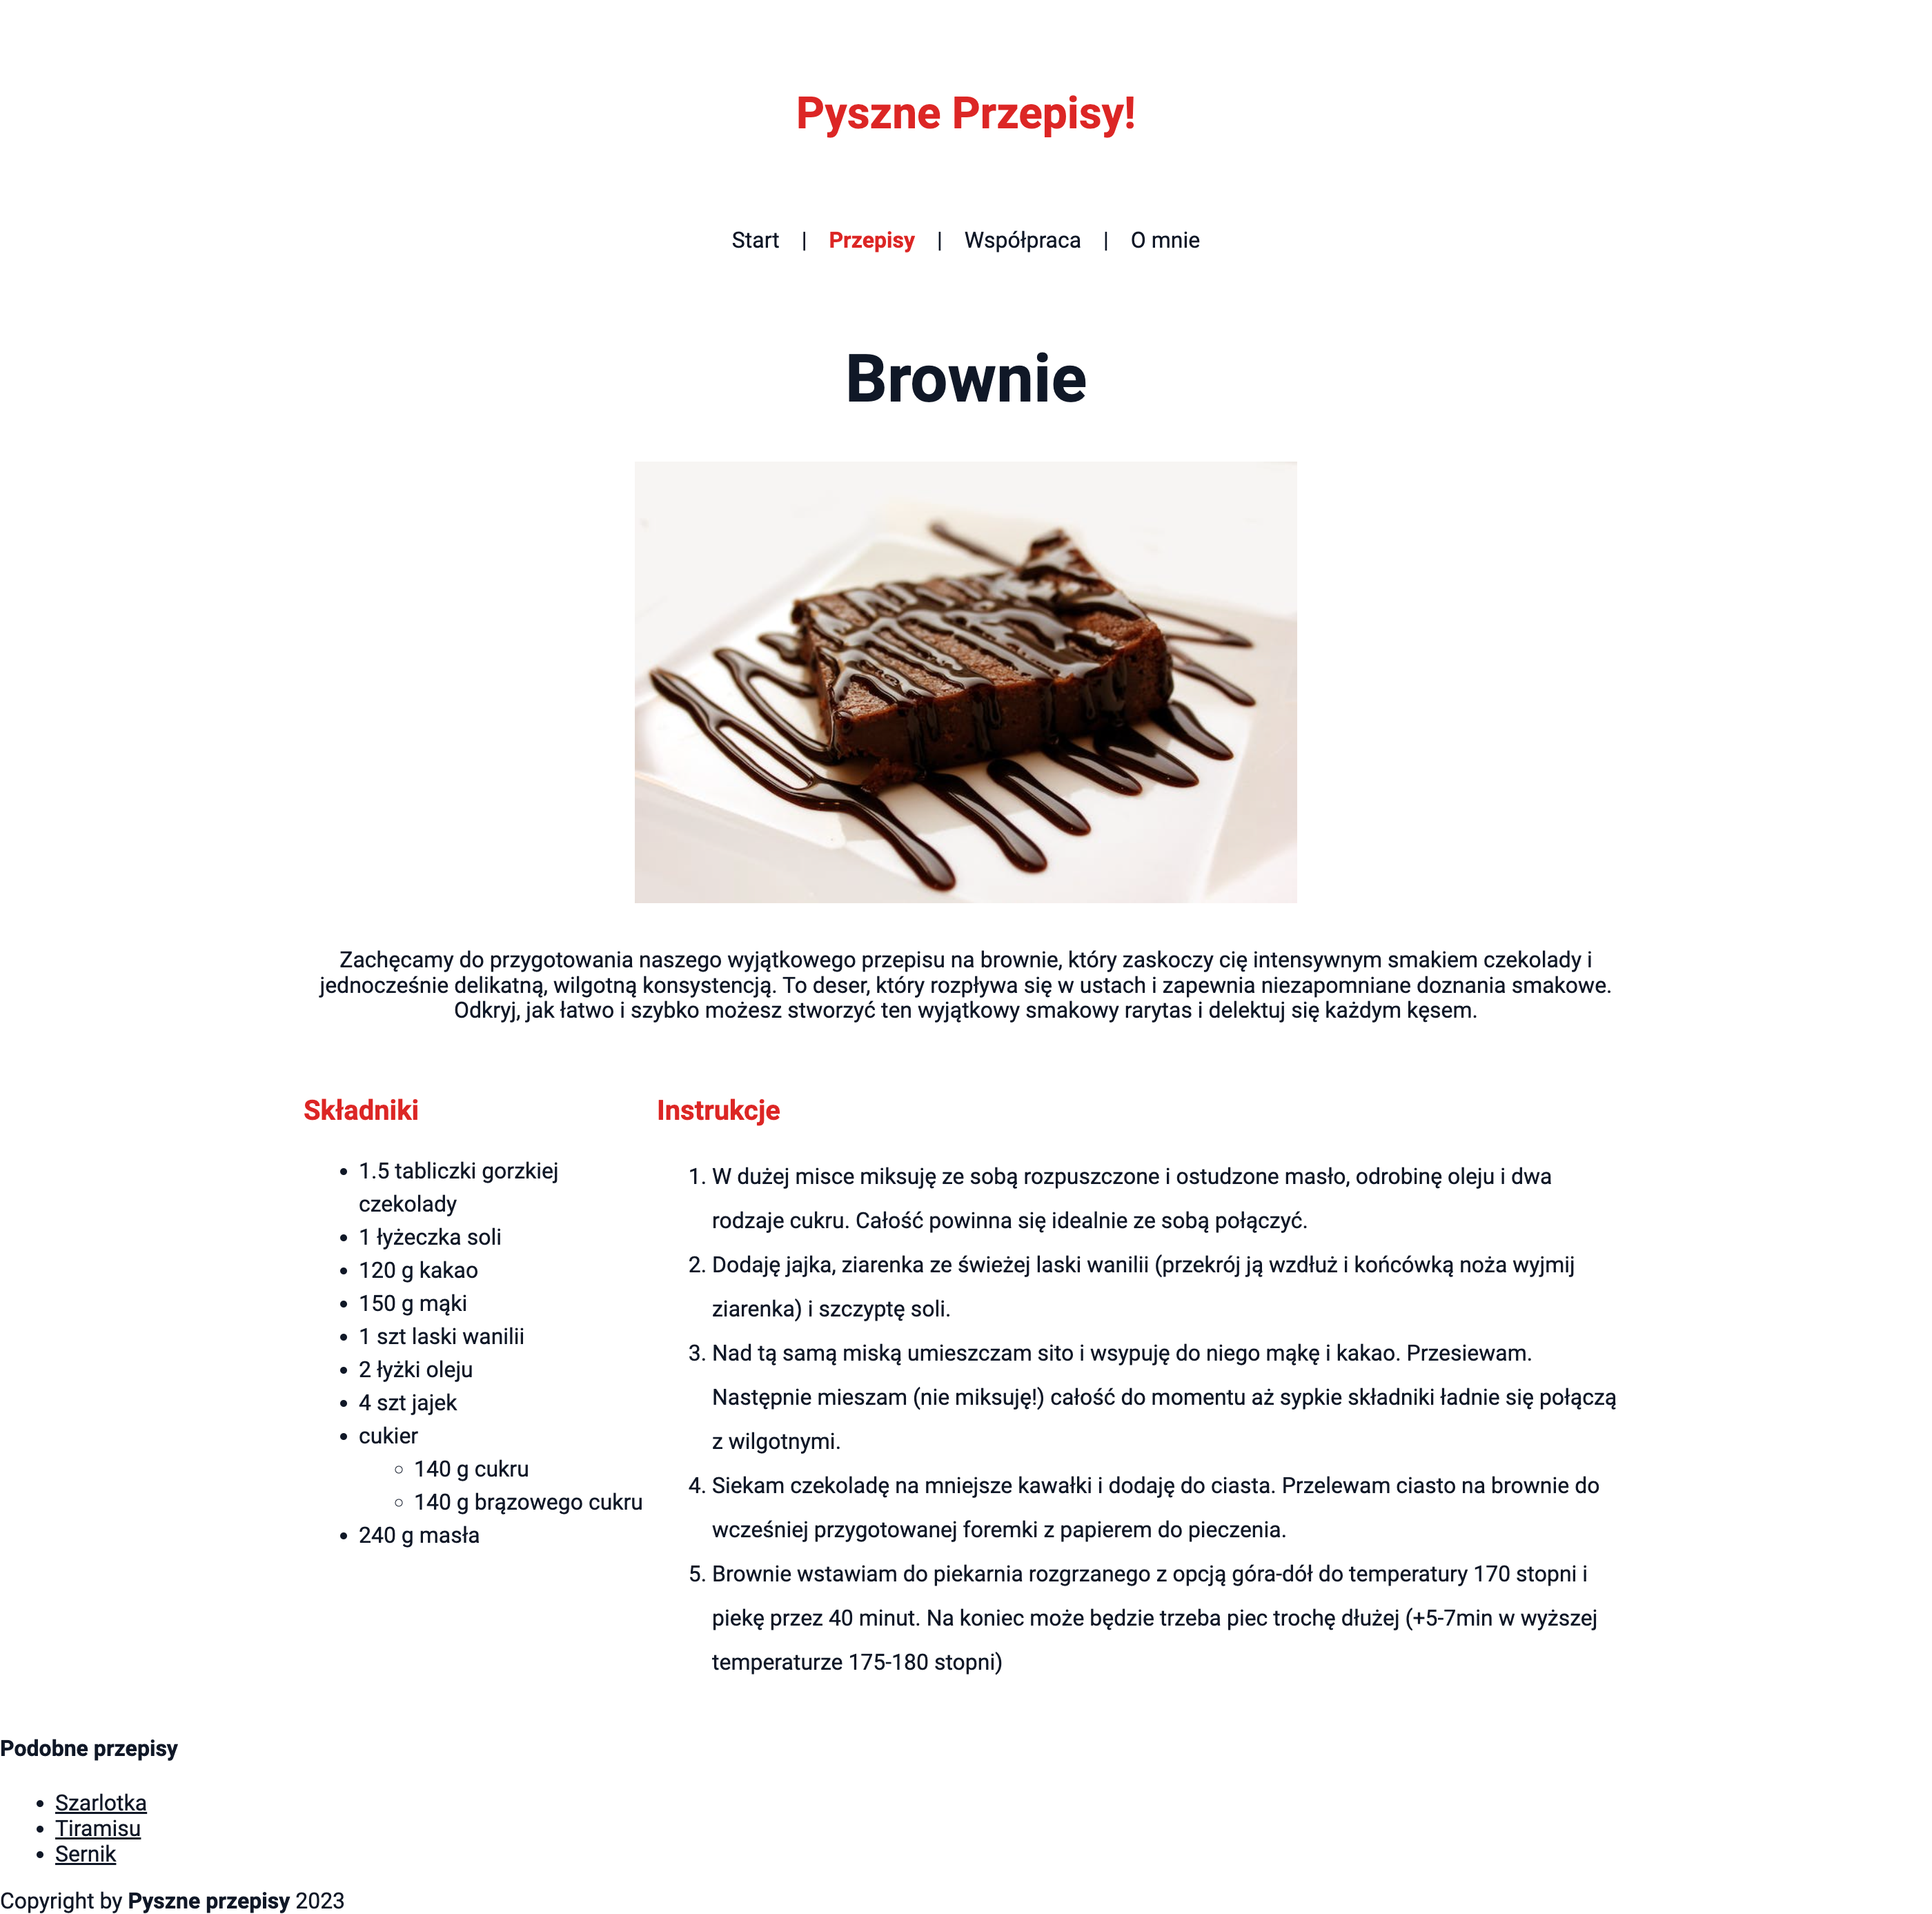 Pyszne Przepisy!
Start | Przepisy | Współpraca | O mnie
Brownie
Zachęcamy do przygotowania naszego wyjątkowego przepisu na brownie, który zaskoczy cię intensywnym smakiem czekolady i
jednocześnie delikatną, wilgotną konsystencją. To deser, który rozpływa się w ustach i zapewnia niezapomniane doznania smakowe.
Odkryj, jak łatwo i szybko możesz stworzyć ten wyjątkowy smakowy rarytas i delektuj się każdym kęsem.
Składniki
• 1.5 tabliczki gorzkiej
czekolady
• 1 łyżeczka soli
• 120 g kakao
• 150 g mąki
• 1 szt laski wanilii
• 2 łyżki oleju
• 4 szt jajek
• cukier
◦ 140 g cukru
◦ 140 g brązowego cukru
• 240 g masła
Instrukcje
1. W dużej misce miksuję ze sobą rozpuszczone i ostudzone masło, odrobinę oleju i dwa
rodzaje cukru. Całość powinna się idealnie ze sobą połączyć.
2. Dodaję jajka, ziarenka ze świeżej laski wanilii (przekrój ją wzdłuż i końcówką noża wyjmij
ziarenka) i szczyptę soli.
3. Nad tą samą miską umieszczam sito i wsypuję do niego mąkę i kakao. Przesiewam.
Następnie mieszam (nie miksuję!) całość do momentu aż sypkie składniki ładnie się połączą
z wilgotnymi.
4. Siekam czekoladę na mniejsze kawałki i dodaję do ciasta. Przelewam ciasto na brownie do
wcześniej przygotowanej foremki z papierem do pieczenia.
5. Brownie wstawiam do piekarnia rozgrzanego z opcją góra-dół do temperatury 170 stopni i
piekę przez 40 minut. Na koniec może będzie trzeba piec trochę dłużej (+5-7min w wyższej
temperaturze 175-180 stopni)
Podobne przepisy
• Szarlotka
• Tiramisu
• Sernik
Copyright by Pyszne przepisy 2023